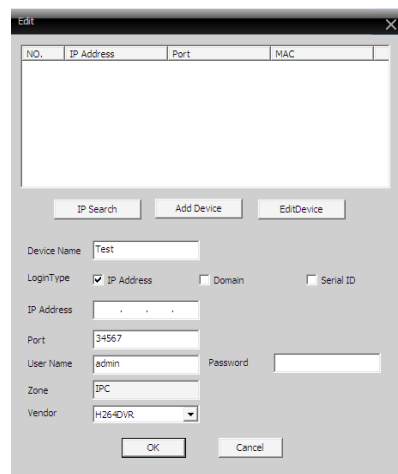 Edit
NO. IP Address Port MAC
IP Search Add Device EditDevice
Device Name Test
LoginType IP Address Domain Serial ID
IP Address . . .
Port 34567
User Name admin Password
Zone IPC
Vendor H264DVR
OK Cancel